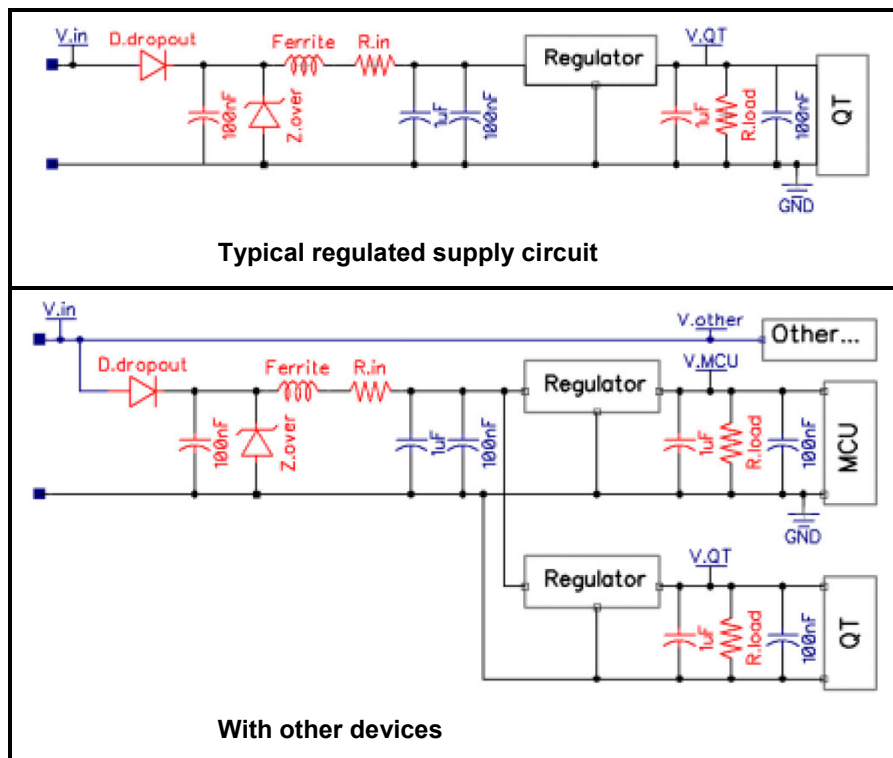 V.in
D.dropout
Ferrite
R.in
Regulator
V.QT
100nF
Z.over
1uF
100nF
1uF
R.load
100nF
QT
GND
Typical regulated supply circuit
V.in
V.other
Other...
D.dropout
Ferrite
R.in
Regulator
V.MCU
100nF
Z.over
1uF
100nF
1uF
R.load
100nF
MCU
GND
Regulator
V.QT
1uF
R.load
100nF
QT
With other devices